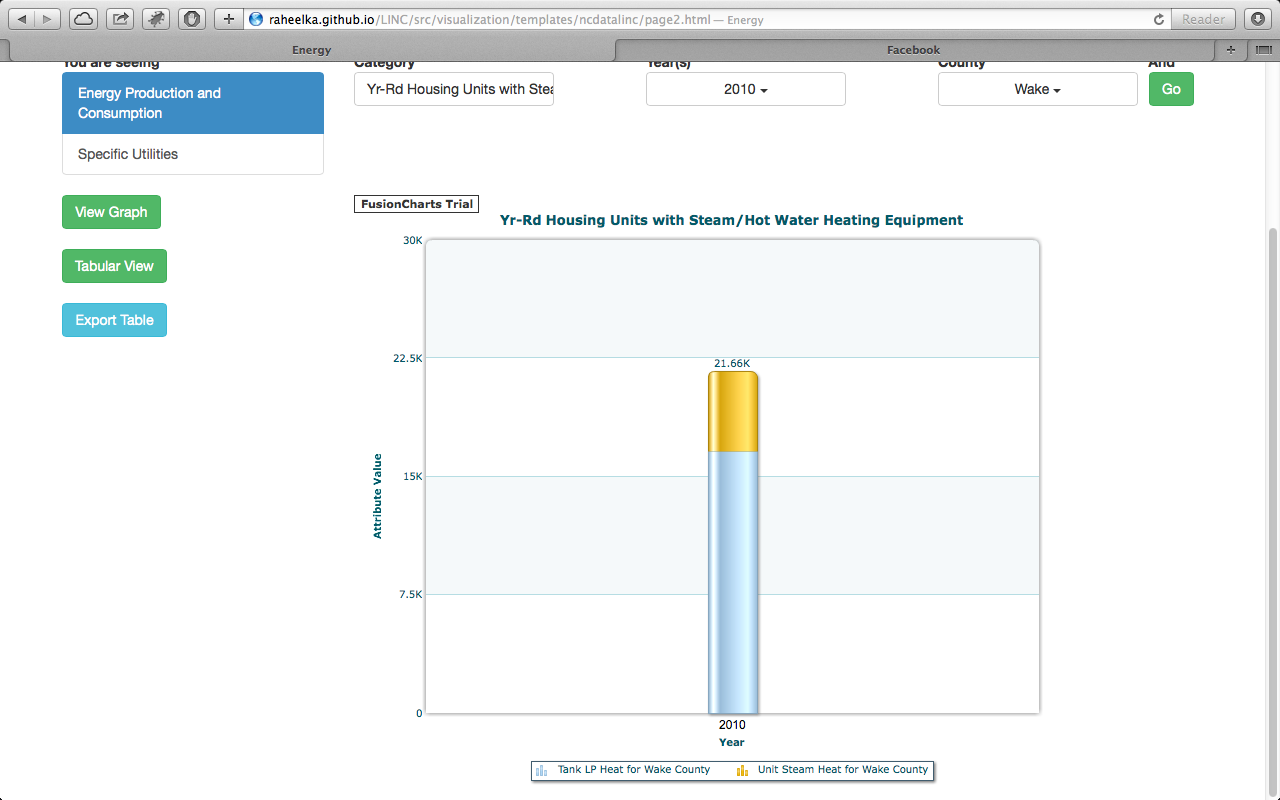 raheelka.github.io/LINC/src/visualization/templates/ncdatalinc/page2.html — Energy
Reader
Energy
Facebook
You are seeing
Category
Year(s)
County
And
Energy Production and
Consumption
Yr-Rd Housing Units with Stea
2010
Wake
Go
Specific Utilities
View Graph
Tabular View
Export Table
FusionCharts Trial
Yr-Rd Housing Units with Steam/Hot Water Heating Equipment
30K
22.5K
21.66K
15K
Attribute Value
7.5K
0
2010
Year
Tank LP Heat for Wake County
Unit Steam Heat for Wake County